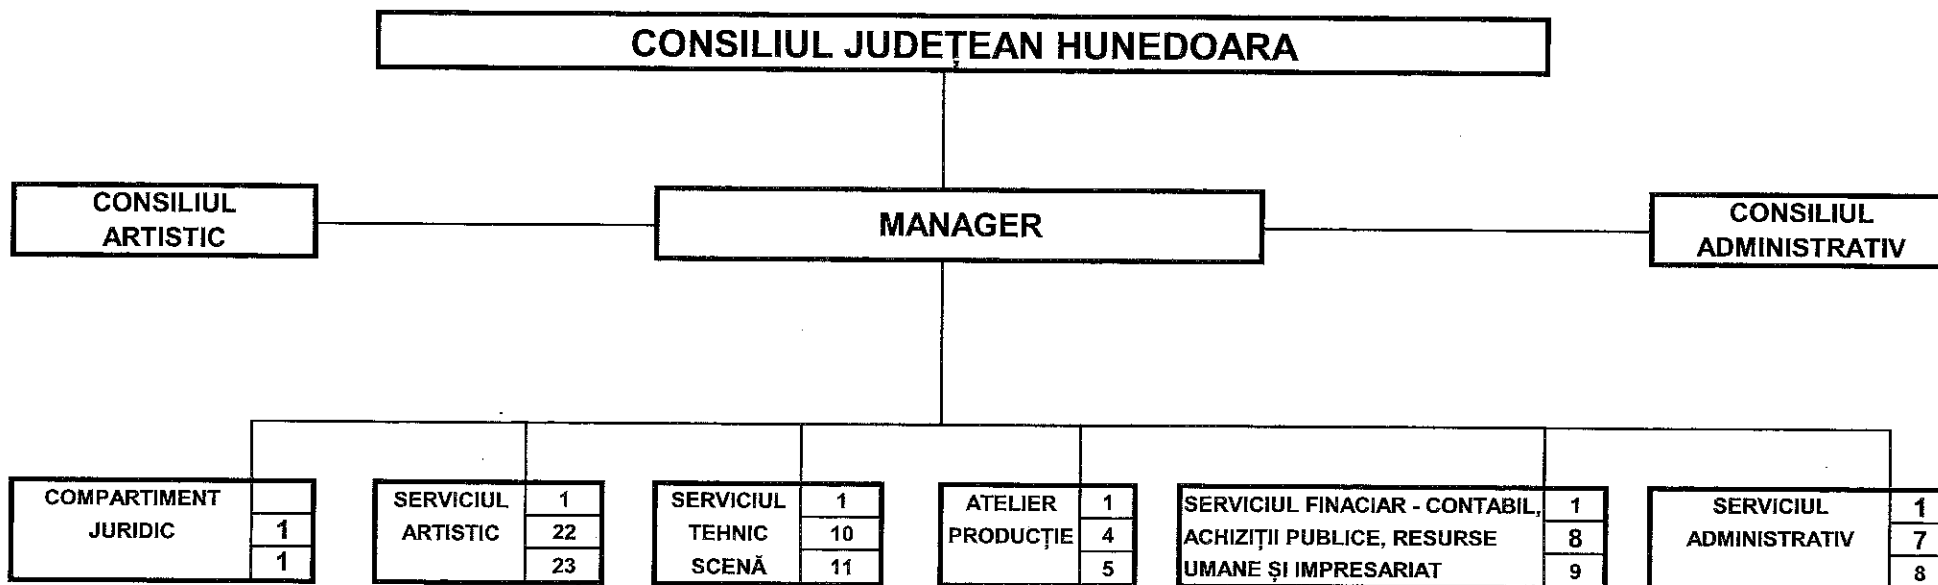 CONSILIUL JUDEȚEAN HUNEDOARA
CONSILIUL
ARTISTIC
MANAGER
CONSILIUL
ADMINISTRATIV
COMPARTIMENT
JURIDIC
1
1
SERVICIUL
ARTISTIC
1
22
23
SERVICIUL
TEHNIC
SCENĂ
1
10
11
ATELIER
PRODUCȚIE
1
4
5
SERVICIUL FINACIAR - CONTABIL,
ACHIZIȚII PUBLICE, RESURSE
UMANE ȘI IMPRESARIAT
1
8
9
SERVICIUL
ADMINISTRATIV
1
7
8